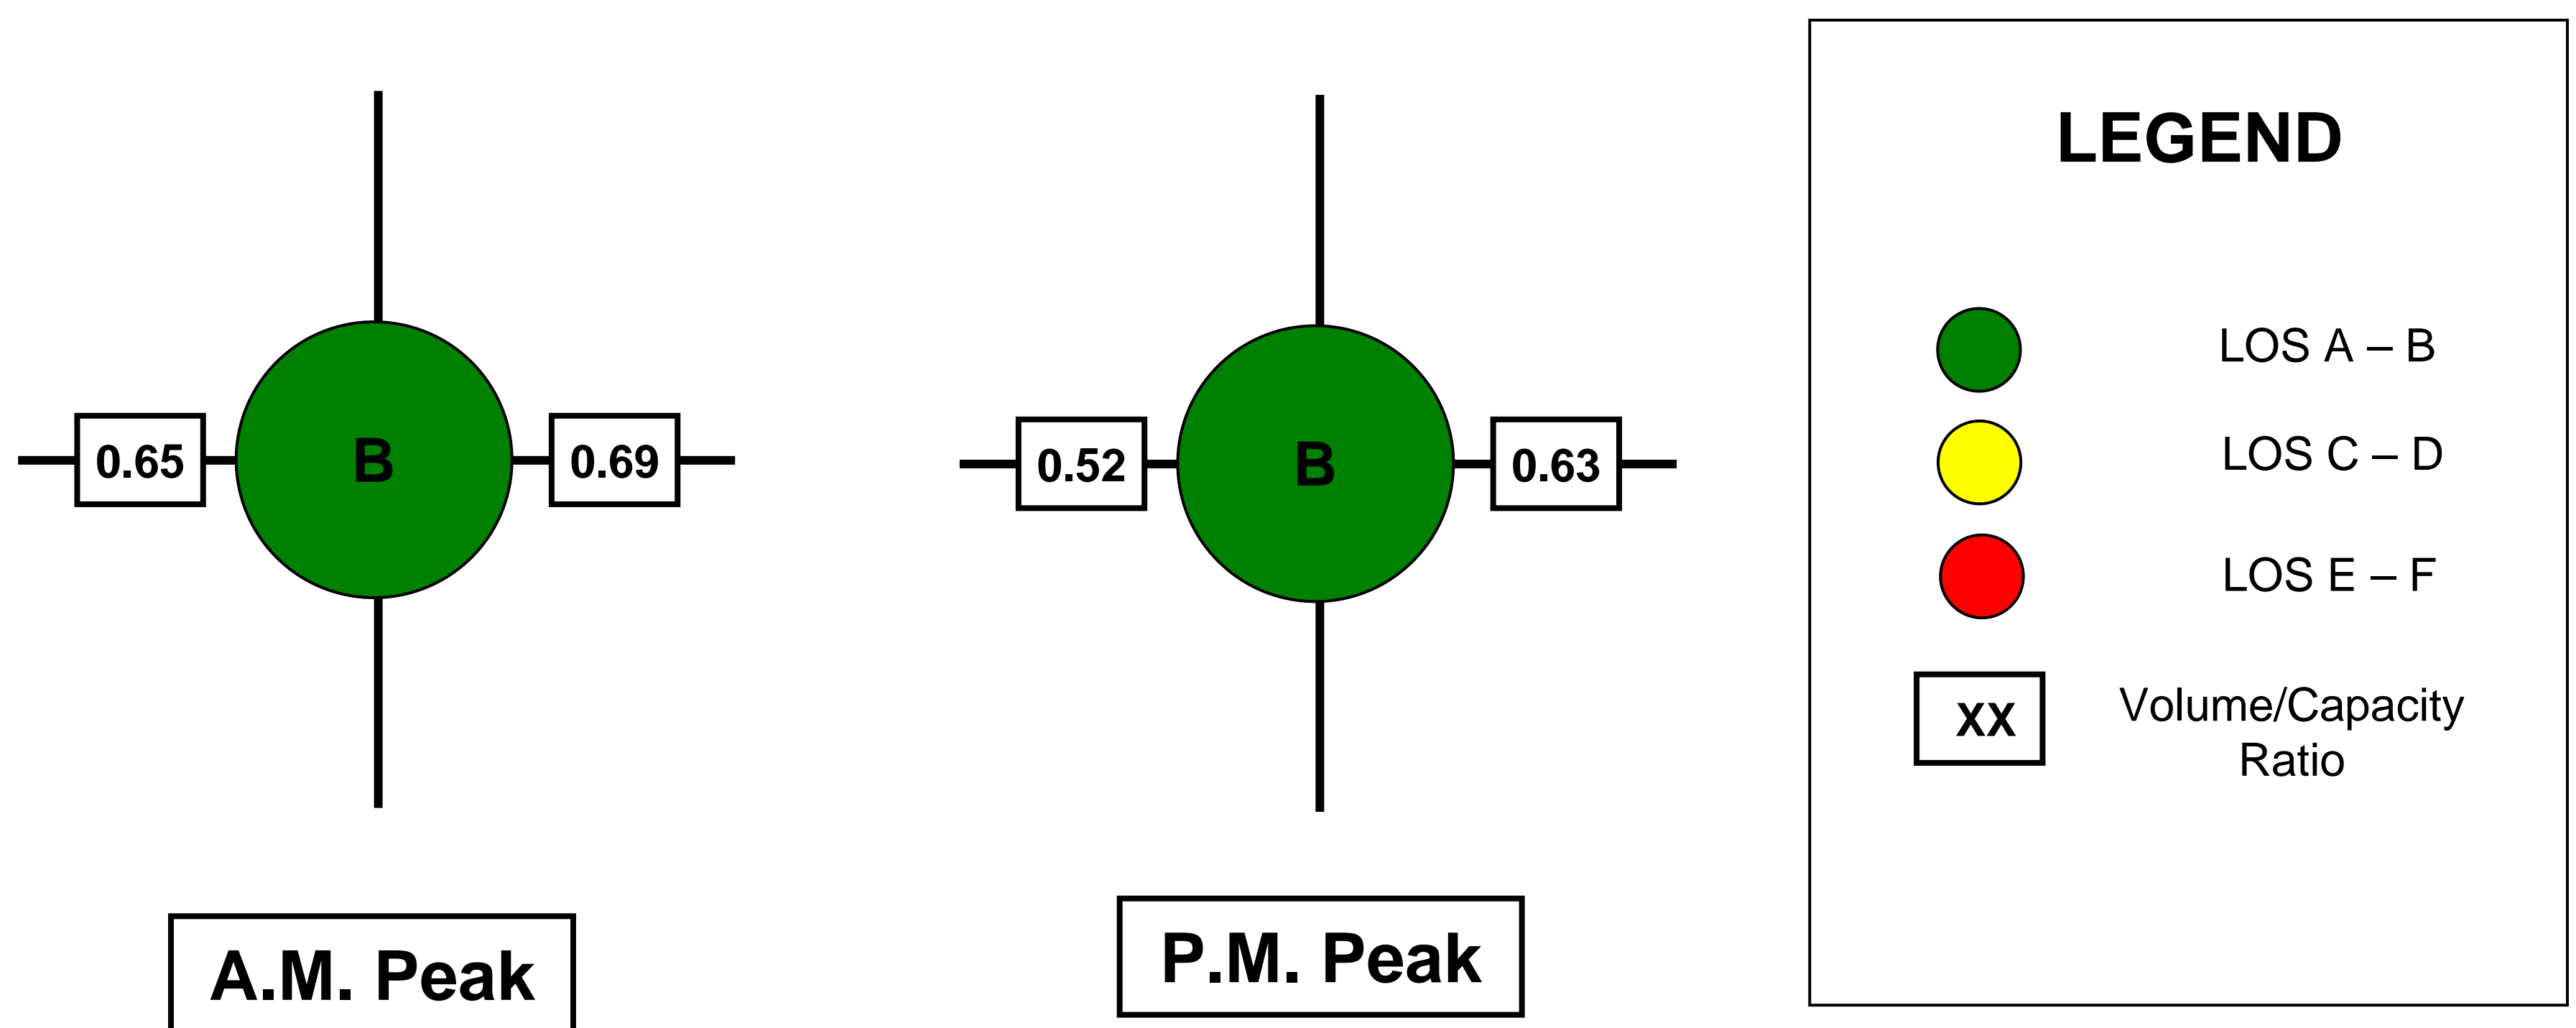 0.65
B
0.69
A.M. Peak
0.52
B
0.63
P.M. Peak
LEGEND
LOS A – B
LOS C – D
LOS E – F
XX
Volume/Capacity
Ratio